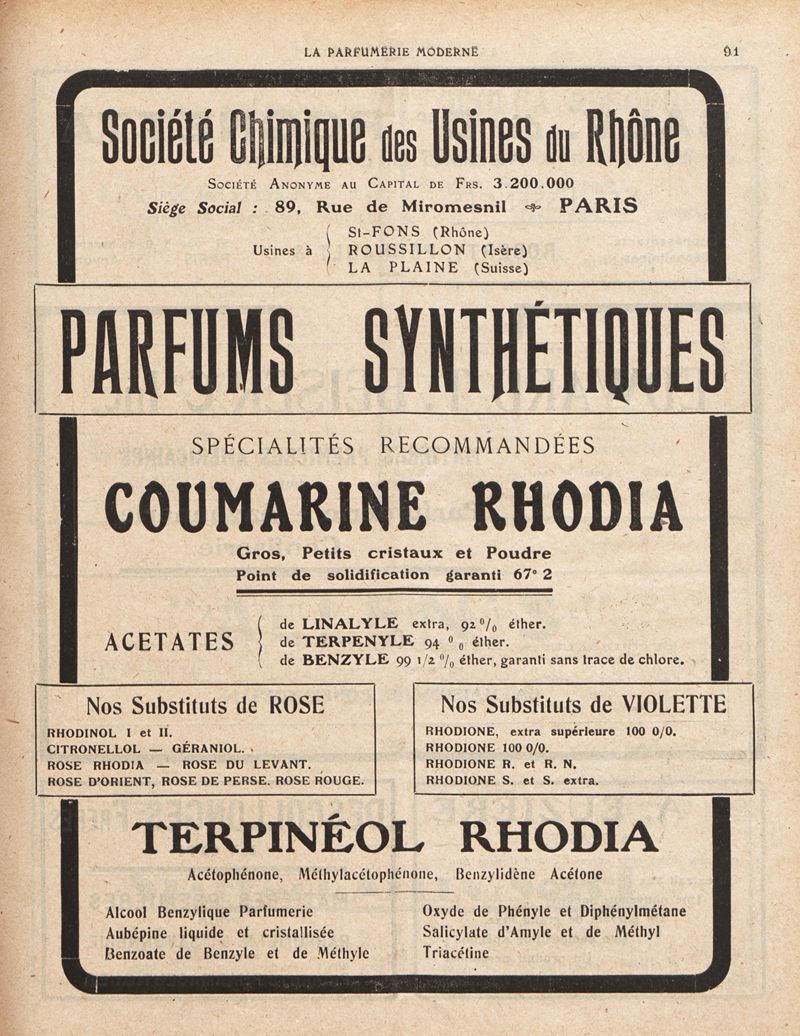 LA PARFUMERIE MODERNE 91
Société Chimique des Usines du Rhône
Société Anonyme au Capital de Frs. 3.200.000
Siège Social : 89, Rue de Miromesnil PARIS
Usines à
St-FONS (Rhône)
ROUSSILLON (Isère)
LA PLAINE (Suisse)
PARFUMS SYNTHÉTIQUES
SPÉCIALITÉS RECOMMANDÉES
COUMARINE RHODIA
Gros, Petits cristaux et Poudre
Point de solidification garanti 67° 2
ACETATES
de LINALYLE extra, 92 % éther.
de TERPENYLE 94 % éther.
de BENZYLE 99 1/2 % éther, garanti sans trace de chlore.
Nos Substituts de ROSE
RHODINOL I et II.
CITRONELLOL — GÉRANIOL.
ROSE RHODIA — ROSE DU LEVANT.
ROSE D'ORIENT, ROSE DE PERSE. ROSE ROUGE.
Nos Substituts de VIOLETTE
RHODIONE, extra supérieure 100 0/0.
RHODIONE 100 0/0.
RHODIONE R. et R. N.
RHODIONE S. et S. extra.
TERPINÉOL RHODIA
Acétophénone, Méthylacétophénone, Benzylidène Acétone
Alcool Benzylique Parfumerie
Aubépine liquide et cristallisée
Benzoate de Benzyle et de Méthyle
Oxyde de Phényle et Diphénylmétane
Salicylate d'Amyle et de Méthyl
Triacétine